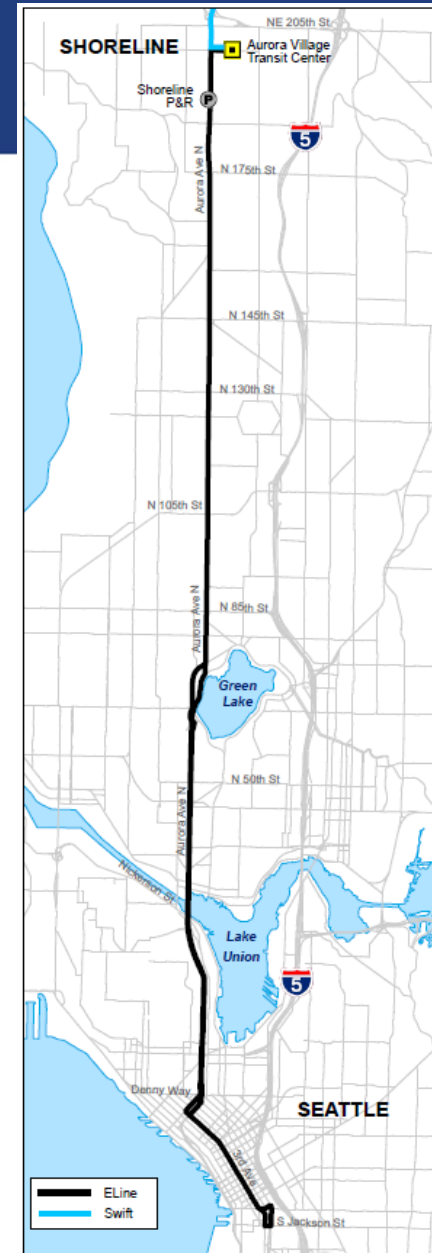 NE 205th St
SHORELINE
Aurora Village
Transit Center
Shoreline
P&R
P
5
Aurora Ave N
N 175th St
N 145th St
N 130th St
N 105th St
Aurora Ave N
N 85th St
Green
Lake
N 50th St
Aurora Ave N
Nickerson St
Lake
Union
5
Denny Way
SEATTLE
3rd Ave
ELine
Swift
S Jackson St